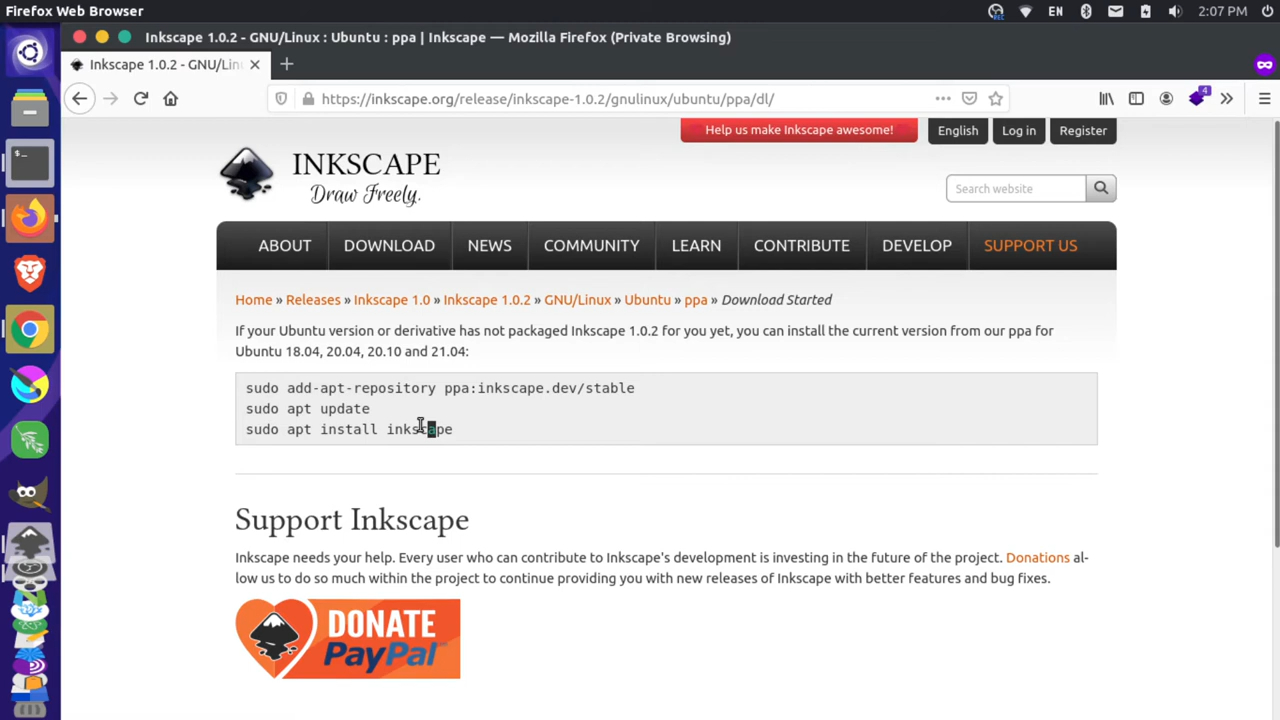 Firefox Web Browser
REC
EN
2:07 PM
Inkscape 1.0.2 - GNU/Linux : Ubuntu : ppa | Inkscape — Mozilla Firefox (Private Browsing)
Inkscape 1.0.2 - GNU/Lin
https://inkscape.org/release/inkscape-1.0.2/gnulinux/ubuntu/ppa/dl/
4
Help us make Inkscape awesome!
English
Log in
Register
INKSCAPE
Draw Freely.
Search website
ABOUT
DOWNLOAD
NEWS
COMMUNITY
LEARN
CONTRIBUTE
DEVELOP
SUPPORT US
Home » Releases » Inkscape 1.0 » Inkscape 1.0.2 » GNU/Linux » Ubuntu » ppa » Download Started
If your Ubuntu version or derivative has not packaged Inkscape 1.0.2 for you yet, you can install the current version from our ppa for
Ubuntu 18.04, 20.04, 20.10 and 21.04:
sudo add-apt-repository ppa:inkscape.dev/stable
sudo apt update
sudo apt install inkscape
Support Inkscape
Inkscape needs your help. Every user who can contribute to Inkscape's development is investing in the future of the project. Donations al-
low us to do so much within the project to continue providing you with new releases of Inkscape with better features and bug fixes.
DONATE
PayPal